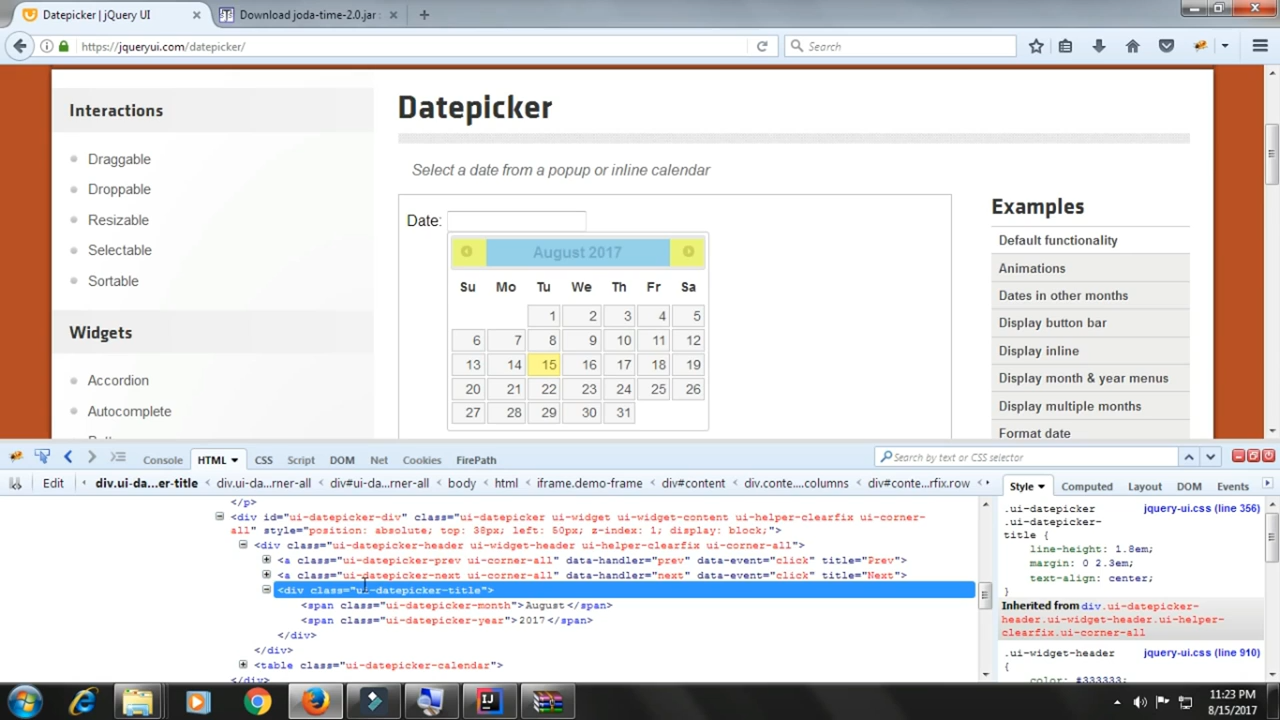 Datepicker | jQuery UI
Download joda-time-2.0.jar :
https://jqueryui.com/datepicker/
Search
Interactions
Draggable
Droppable
Resizable
Selectable
Sortable
Widgets
Accordion
Autocomplete
Datepicker
Select a date from a popup or inline calendar
Date:
August 2017
Su Mo Tu We Th Fr Sa
1 2 3 4 5
6 7 8 9 10 11 12
13 14 15 16 17 18 19
20 21 22 23 24 25 26
27 28 29 30 31
Examples
Default functionality
Animations
Dates in other months
Display button bar
Display inline
Display month & year menus
Display multiple months
Format date
Console HTML CSS Script DOM Net Cookies FirePath
Search by text or CSS selector
Edit div.ui-da...er-title div.ui-da...rner-all div#ui-da...rner-all body html iframe.demo-frame div#content div.conte...columns div#conte...rfix.row
</p>
<div id="ui-datepicker-div" class="ui-datepicker ui-widget ui-widget-content ui-helper-clearfix ui-corner-
all" style="position: absolute; top: 38px; left: 50px; z-index: 1; display: block;">
<div class="ui-datepicker-header ui-widget-header ui-helper-clearfix ui-corner-all">
<a class="ui-datepicker-prev ui-corner-all" data-handler="prev" data-event="click" title="Prev">
<a class="ui-datepicker-next ui-corner-all" data-handler="next" data-event="click" title="Next">
<div class="ui-datepicker-title">
<span class="ui-datepicker-month">August</span>
<span class="ui-datepicker-year">2017</span>
</div>
</div>
<table class="ui-datepicker-calendar">
</div>
Style Computed Layout DOM Events
.ui-datepicker jquery-ui.css (line 356)
.ui-datepicker-
title {
line-height: 1.8em;
margin: 0 2.3em;
text-align: center;
}
Inherited from div.ui-datepicker-
header.ui-widget-header.ui-helper-
clearfix.ui-corner-all
.ui-widget-header jquery-ui.css (line 910)
{
color: #333333;
11:23 PM
8/15/2017